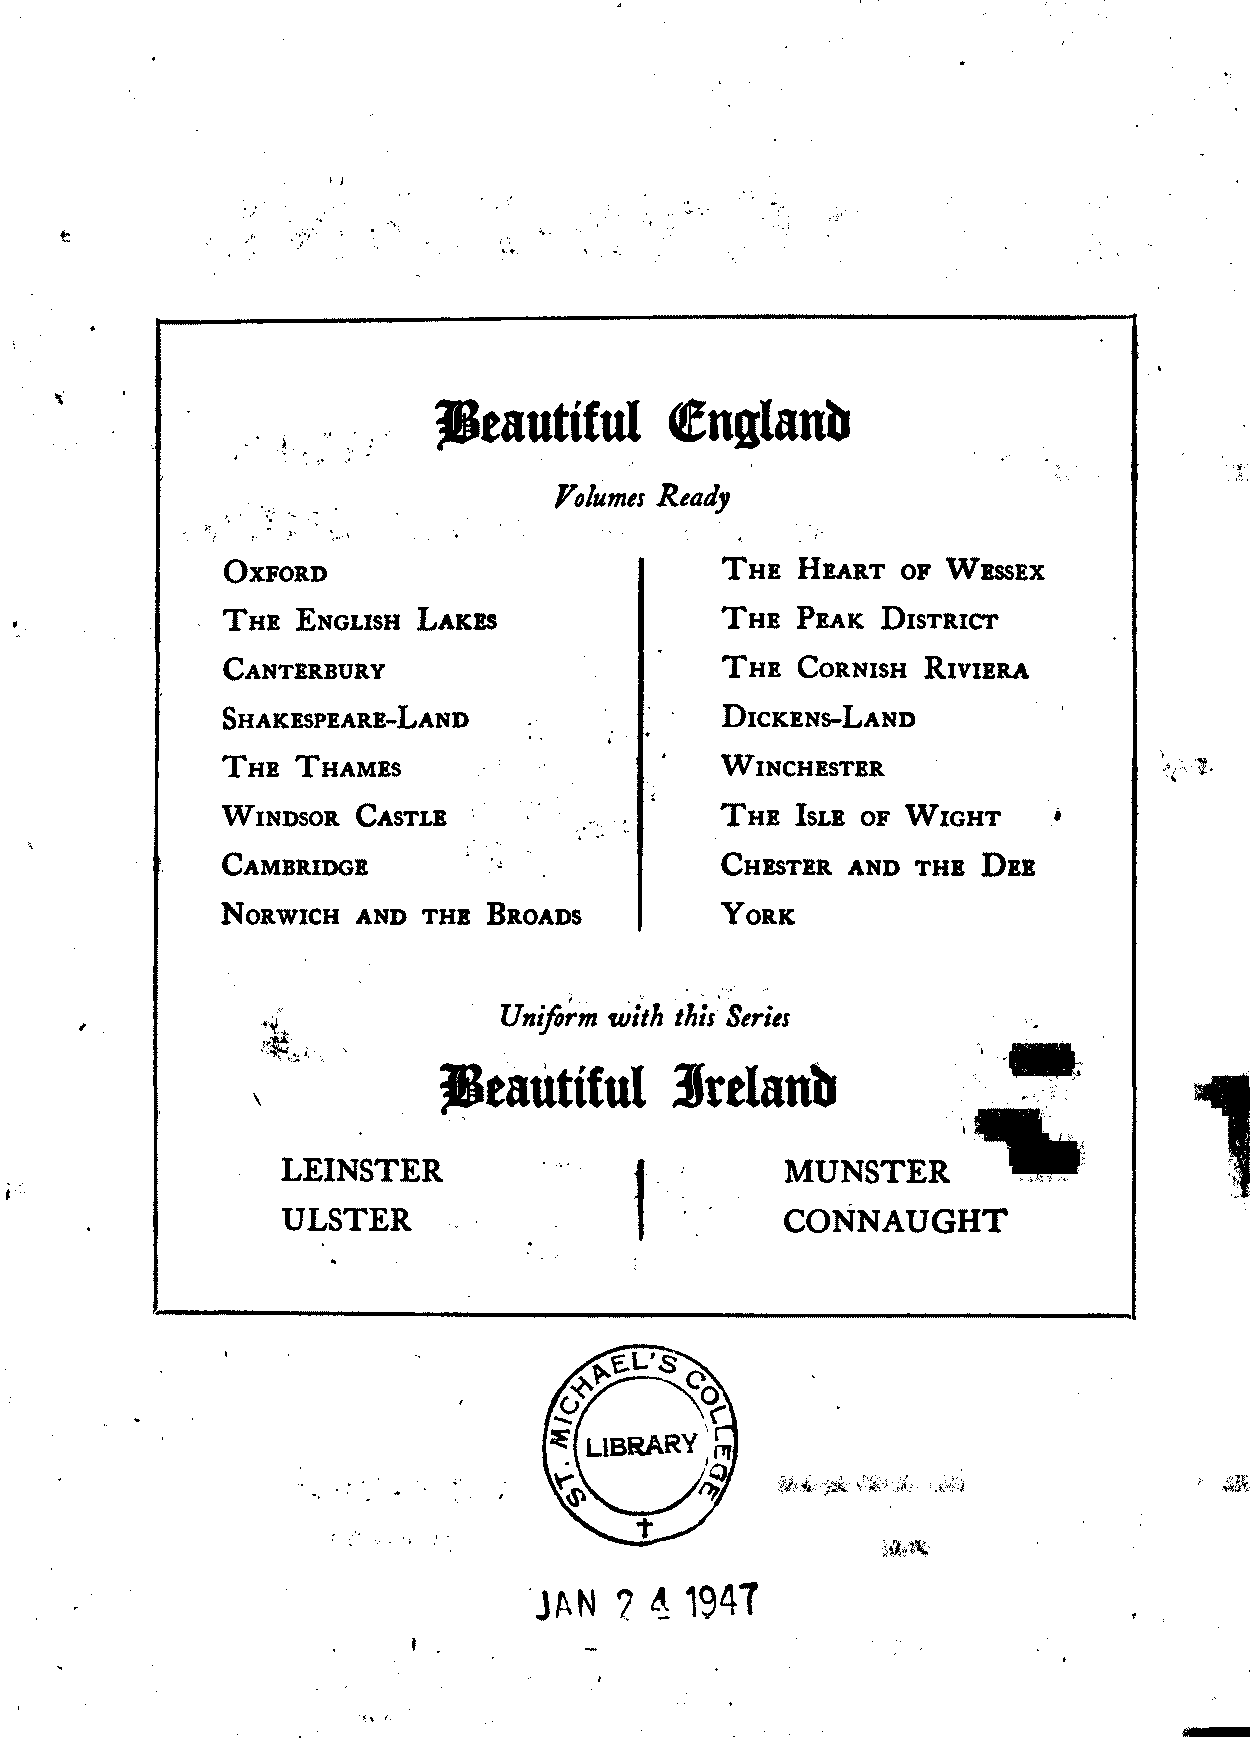 Beautiful England
Volumes Ready
OXFORD
THE ENGLISH LAKES
CANTERBURY
SHAKESPEARE-LAND
THE THAMES
WINDSOR CASTLE
CAMBRIDGE
NORWICH AND THE BROADS
THE HEART OF WESSEX
THE PEAK DISTRICT
THE CORNISH RIVIERA
DICKENS-LAND
WINCHESTER
THE ISLE OF WIGHT
CHESTER AND THE DEE
YORK
Uniform with this Series
Beautiful Ireland
LEINSTER
ULSTER
MUNSTER
CONNAUGHT
ST. MICHAEL'S COLLEGE
LIBRARY
JAN 24 1947